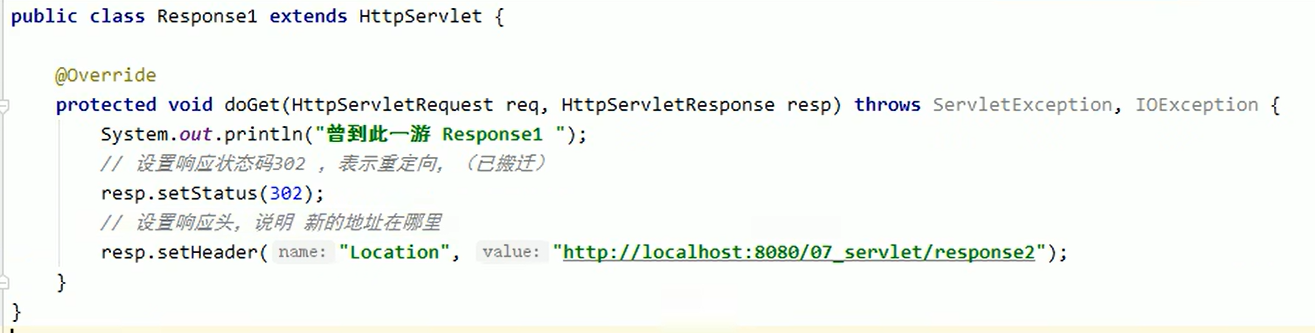 public class Response1 extends HttpServlet {
@Override
protected void doGet(HttpServletRequest req, HttpServletResponse resp) throws ServletException, IOException {
System.out.println("曾到此一游 Response1 ");
// 设置响应状态码302 ，表示重定向，（已搬迁）
resp.setStatus(302);
// 设置响应头，说明 新的地址在哪里
resp.setHeader( name: "Location", value: "http://localhost:8080/07_servlet/response2");
}
}